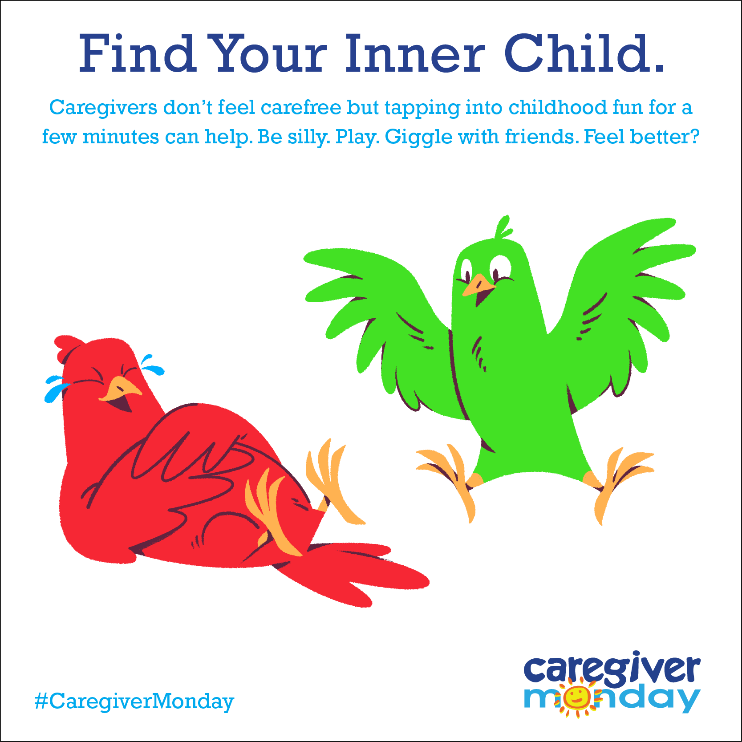 Find Your Inner Child.
Caregivers don't feel carefree but tapping into childhood fun for a
few minutes can help. Be silly. Play. Giggle with friends. Feel better?
#CaregiverMonday
caregiver
monday